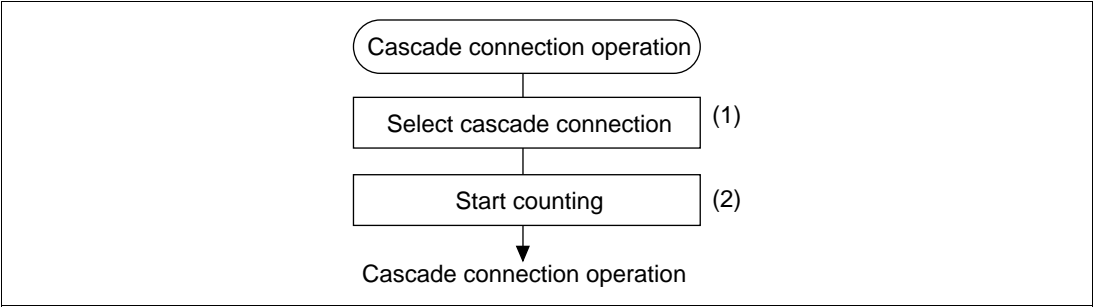 Cascade connection operation
Select cascade connection
(1)
Start counting
(2)
Cascade connection operation